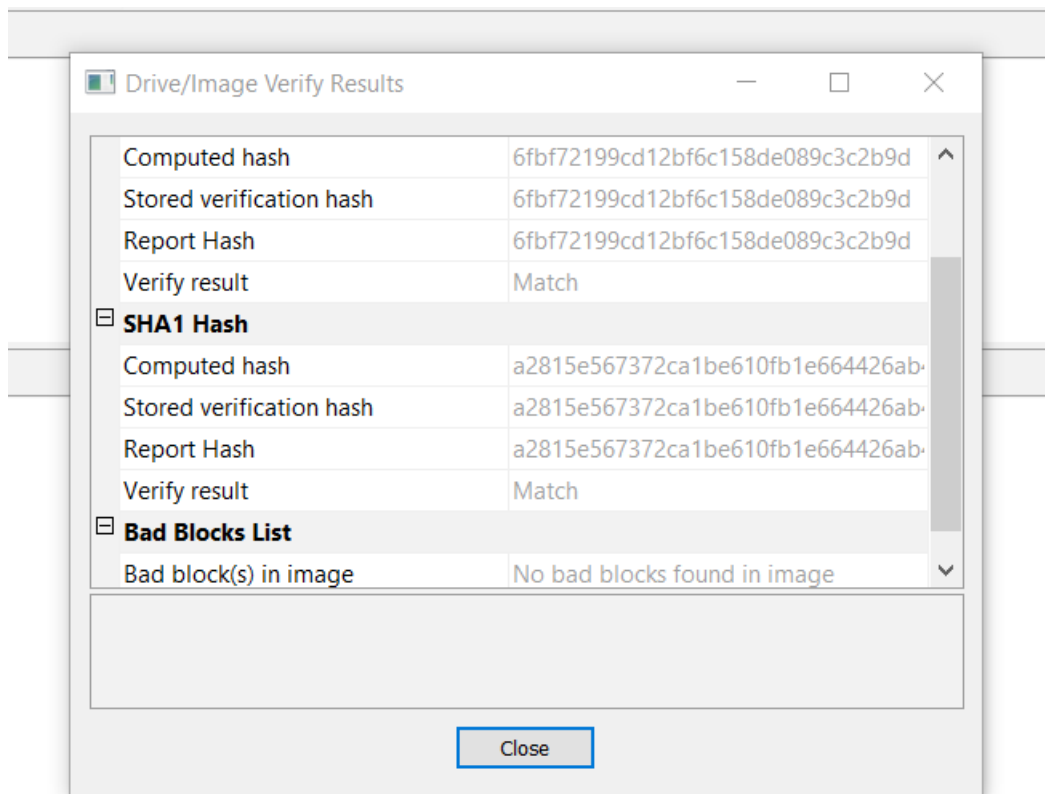 Drive/Image Verify Results
Computed hash 6fbf72199cd12bf6c158de089c3c2b9d
Stored verification hash 6fbf72199cd12bf6c158de089c3c2b9d
Report Hash 6fbf72199cd12bf6c158de089c3c2b9d
Verify result Match
SHA1 Hash
Computed hash a2815e567372ca1be610fb1e664426ab
Stored verification hash a2815e567372ca1be610fb1e664426ab
Report Hash a2815e567372ca1be610fb1e664426ab
Verify result Match
Bad Blocks List
Bad block(s) in image No bad blocks found in image
Close